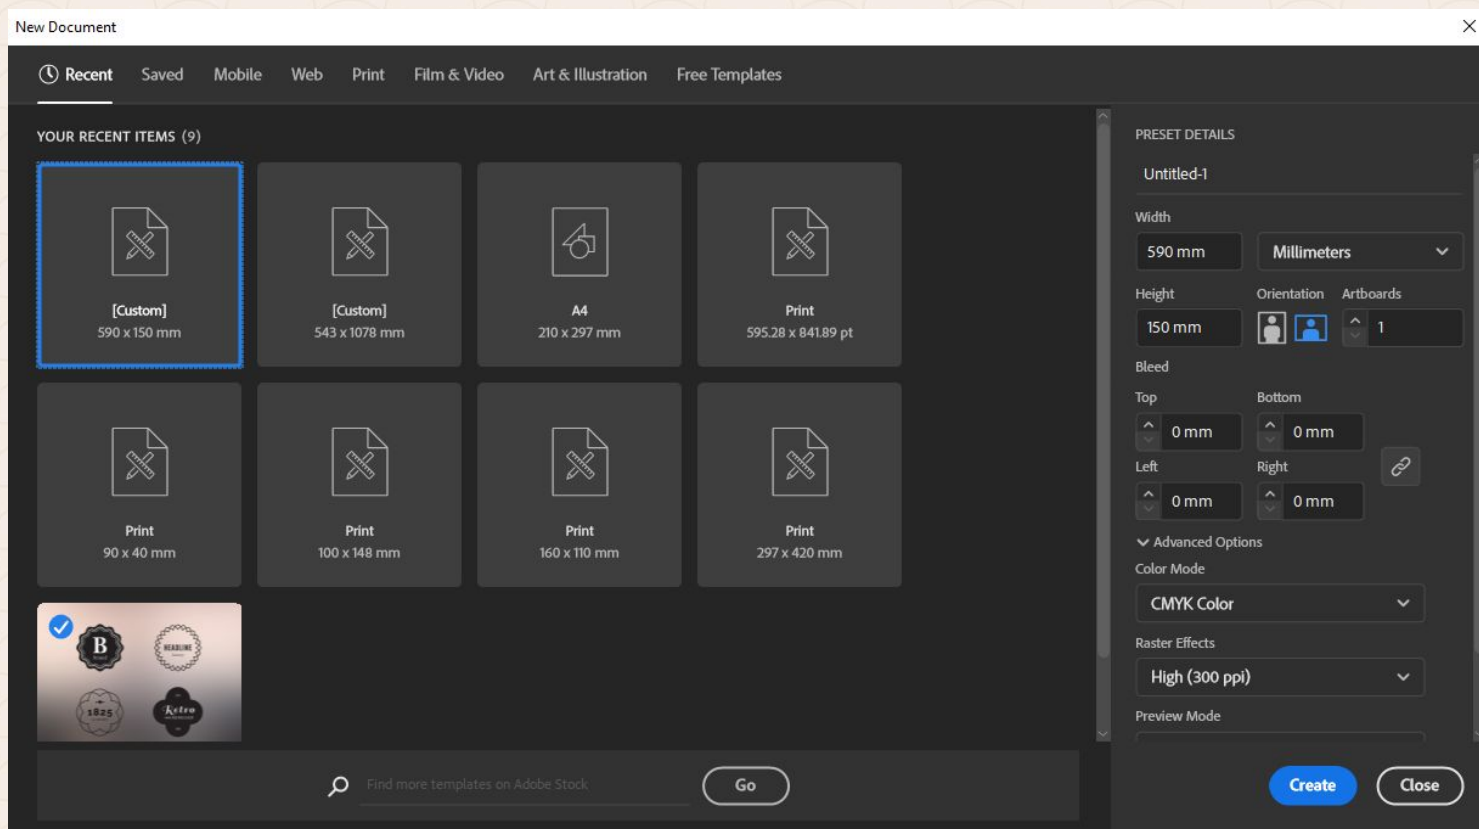 New Document
Recent Saved Mobile Web Print Film & Video Art & Illustration Free Templates
YOUR RECENT ITEMS (9)
[Custom]
590 x 150 mm
[Custom]
543 x 1078 mm
A4
210 x 297 mm
Print
595.28 x 841.89 pt
Print
90 x 40 mm
Print
100 x 148 mm
Print
160 x 110 mm
Print
297 x 420 mm
B
HEADLINE
1825
Retro
Find more templates on Adobe Stock
Go
PRESET DETAILS
Untitled-1
Width
590 mm Millimeters
Height Orientation Artboards
150 mm 1
Bleed
Top Bottom
0 mm 0 mm
Left Right
0 mm 0 mm
Advanced Options
Color Mode
CMYK Color
Raster Effects
High (300 ppi)
Preview Mode
Create Close